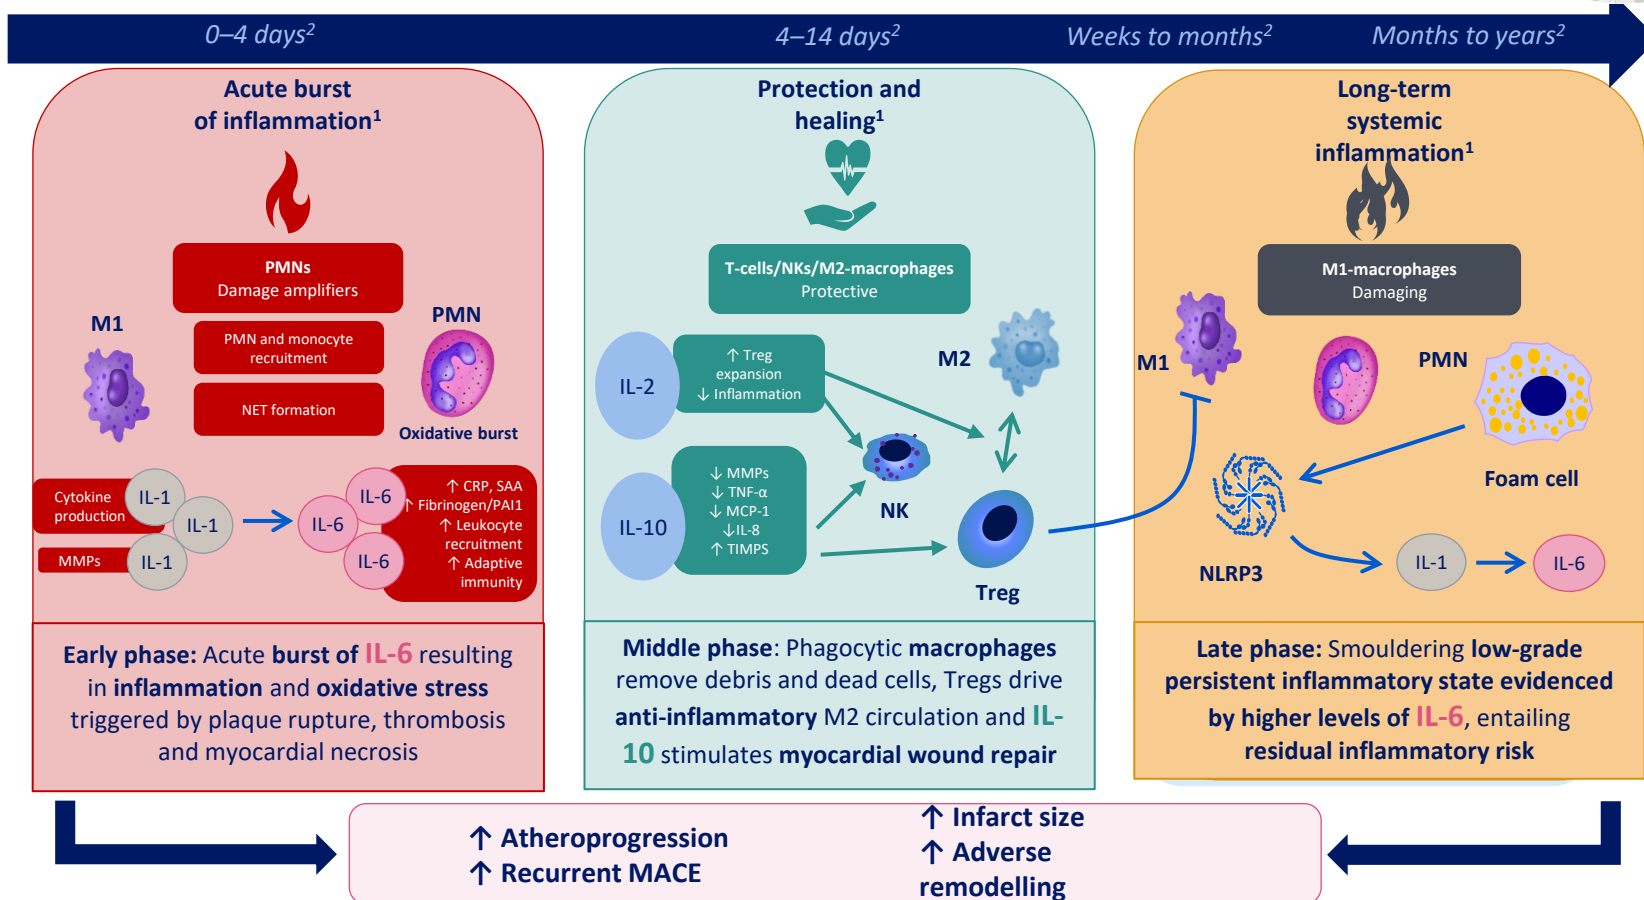 0–4 days²
4–14 days²
Weeks to months²
Months to years²
Acute burst
of inflammation¹
PMNs
Damage amplifiers
M1
PMN
PMN and monocyte
recruitment
NET formation
Oxidative burst
Cytokine
production
MMPs
IL-1
IL-1
IL-1
IL-6
IL-6
IL-6
↑ CRP, SAA
↑ Fibrinogen/PAI1
↑ Leukocyte
recruitment
↑ Adaptive
immunity
Early phase: Acute burst of IL-6 resulting
in inflammation and oxidative stress
triggered by plaque rupture, thrombosis
and myocardial necrosis
Protection and
healing¹
T-cells/NKs/M2-macrophages
Protective
IL-2
↑ Treg
expansion
↓ Inflammation
M2
IL-10
↓ MMPs
↓ TNF-α
↓ MCP-1
↓IL-8
↑ TIMPS
NK
Treg
Middle phase: Phagocytic macrophages
remove debris and dead cells, Tregs drive
anti-inflammatory M2 circulation and IL-
10 stimulates myocardial wound repair
Long-term
systemic
inflammation¹
M1-macrophages
Damaging
M1
PMN
Foam cell
NLRP3
IL-1
IL-6
Late phase: Smouldering low-grade
persistent inflammatory state evidenced
by higher levels of IL-6, entailing
residual inflammatory risk
↑ Atheroprogression
↑ Recurrent MACE
↑ Infarct size
↑ Adverse
remodelling